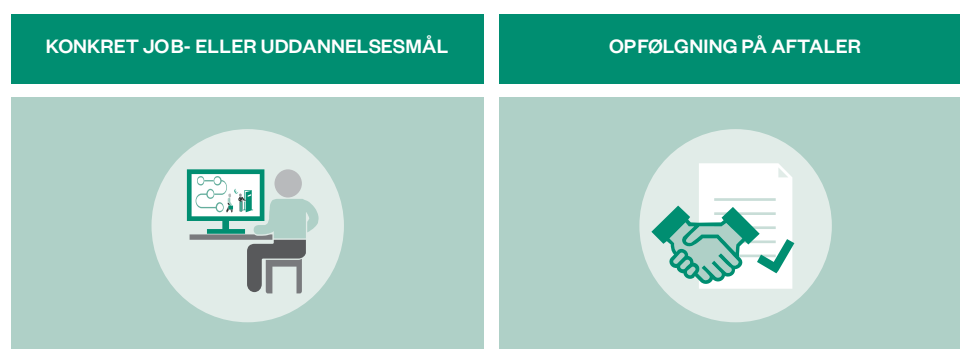 KONKRET JOB- ELLER UDDANNELSESMÅL
OPFØLGNING PÅ AFTALER